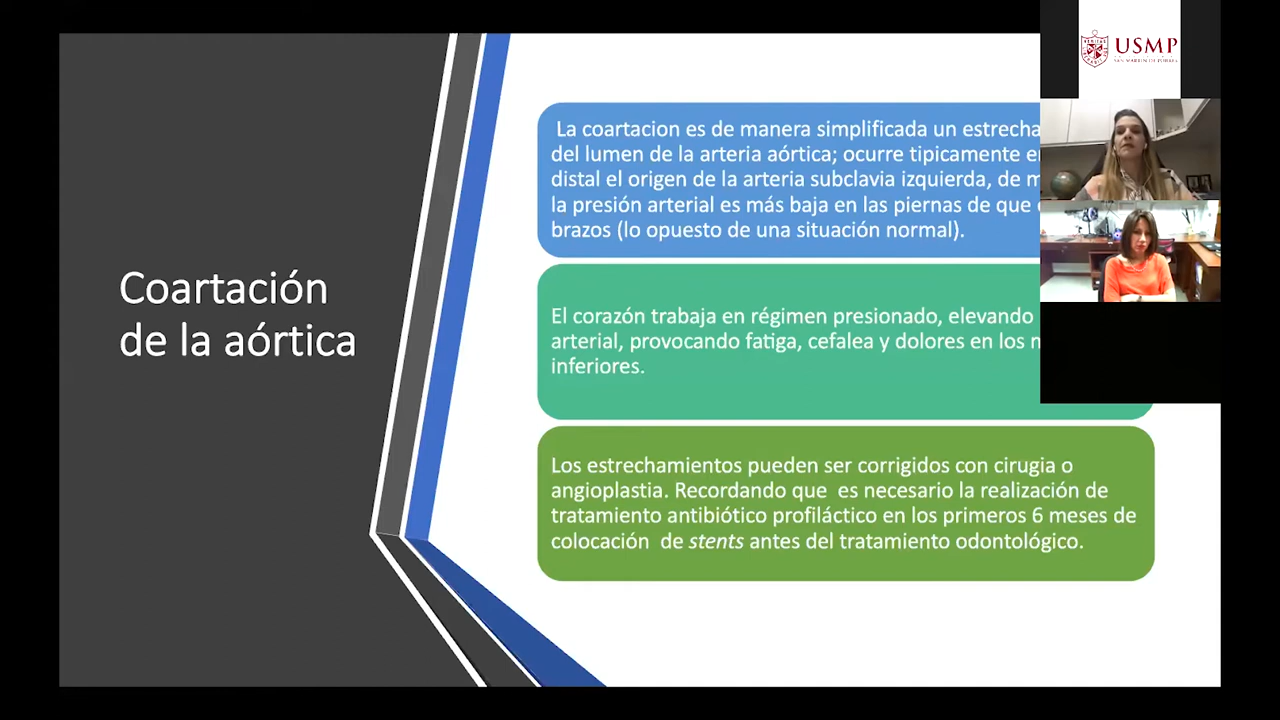 Coartación
de la aórtica
La coartacion es de manera simplificada un
del lumen de la arteria aórtica; ocurre tipicamente
distal el origen de la arteria subclavia izquierda, de
la presión arterial es más baja en las piernas de que
brazos (lo opuesto de una situación normal).
El corazón trabaja en régimen presionado, elevando
arterial, provocando fatiga, cefalea y dolores en los
inferiores.
Los estrechamientos pueden ser corrigidos con cirugia o
angioplastia. Recordando que es necesario la realización de
tratamiento antibiótico profiláctico en los primeros 6 meses de
colocación de stents antes del tratamiento odontológico.
USMP